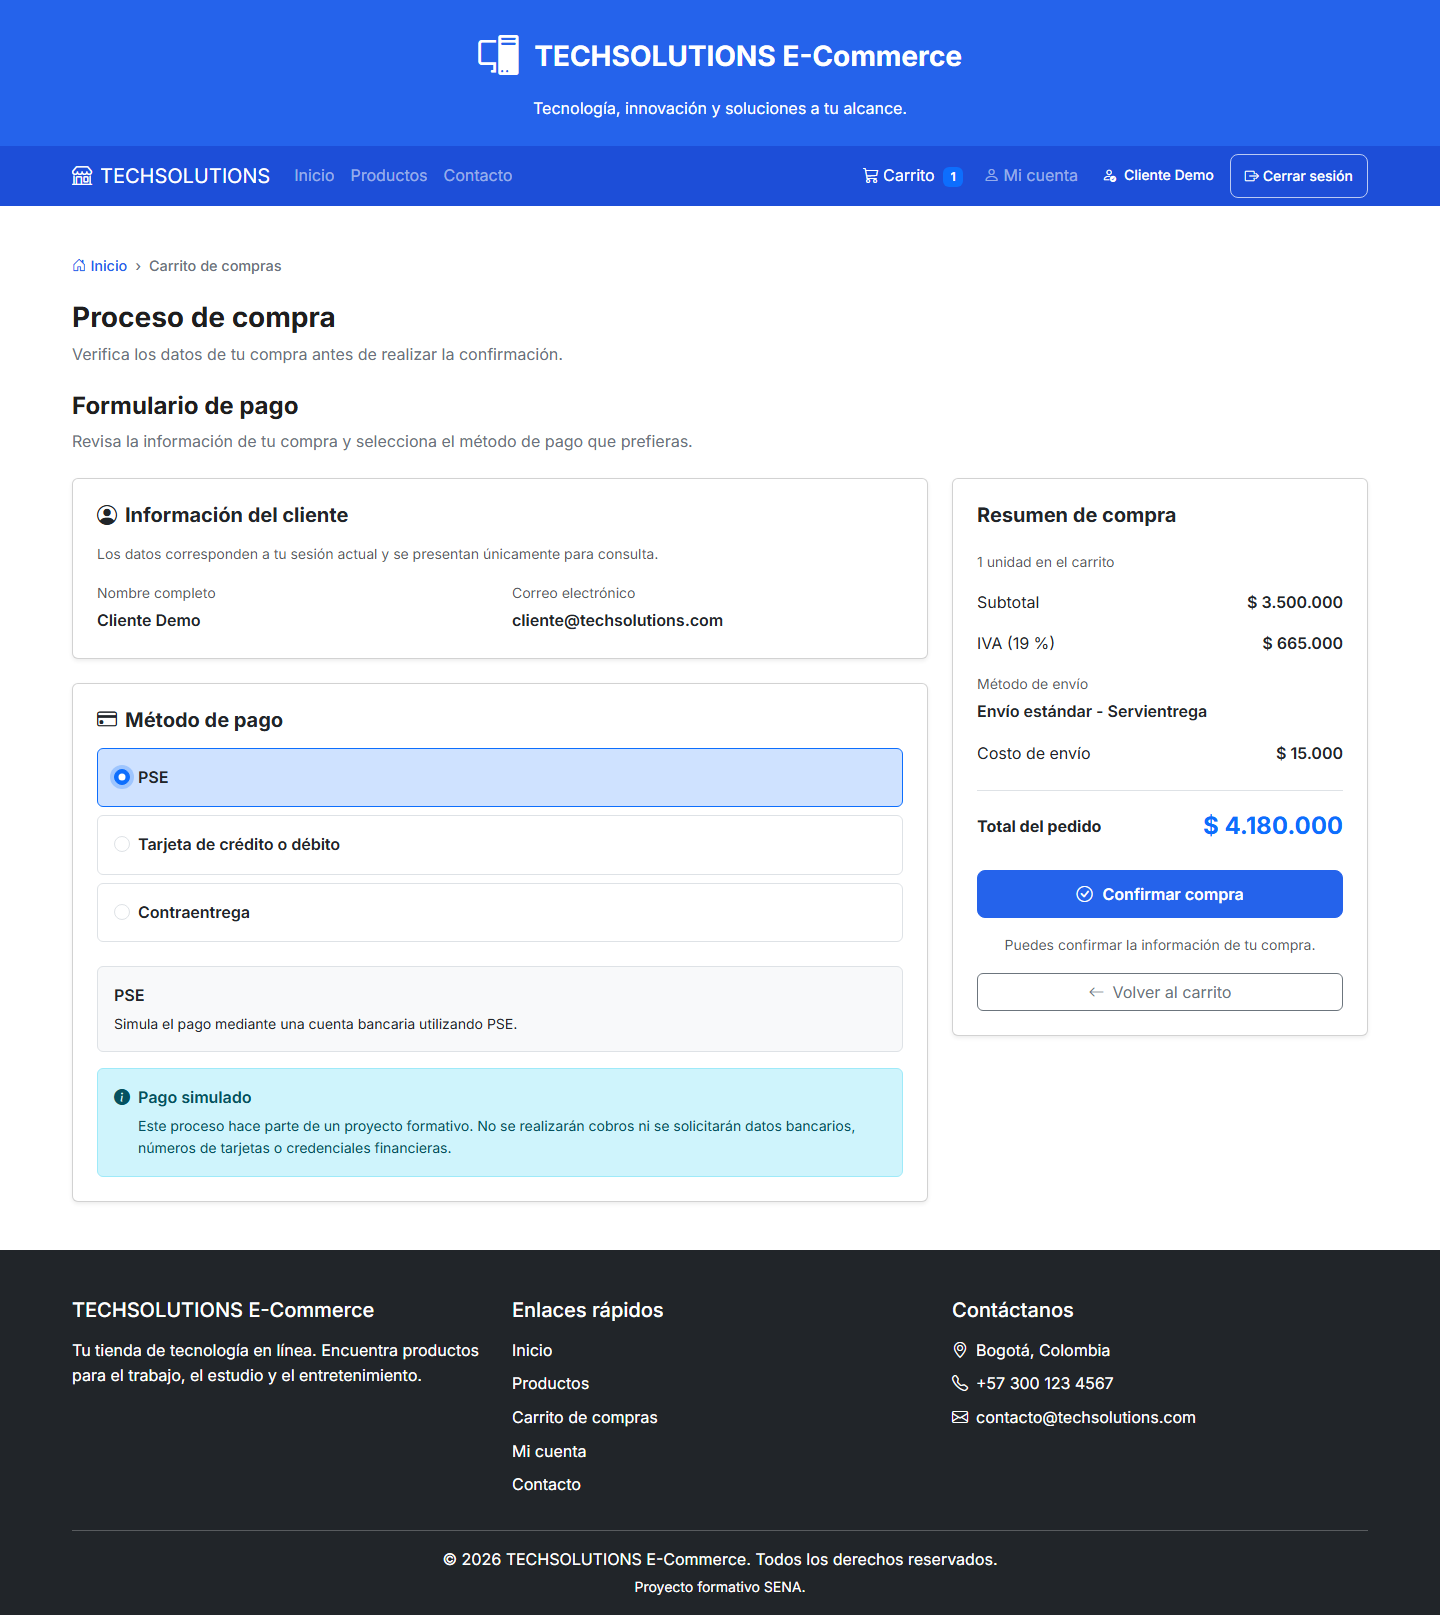 TECHSOLUTIONS E-Commerce
Tecnología, innovación y soluciones a tu alcance.
TECHSOLUTIONS Inicio Productos Contacto Carrito 1 Mi cuenta Cliente Demo Cerrar sesión
Inicio › Carrito de compras
Proceso de compra
Verifica los datos de tu compra antes de realizar la confirmación.
Formulario de pago
Revisa la información de tu compra y selecciona el método de pago que prefieras.
Información del cliente
Los datos corresponden a tu sesión actual y se presentan únicamente para consulta.
Nombre completo
Cliente Demo
Correo electrónico
cliente@techsolutions.com
Método de pago
PSE
Tarjeta de crédito o débito
Contraentrega
PSE
Simula el pago mediante una cuenta bancaria utilizando PSE.
Pago simulado
Este proceso hace parte de un proyecto formativo. No se realizarán cobros ni se solicitarán datos bancarios,
números de tarjetas o credenciales financieras.
Resumen de compra
1 unidad en el carrito
Subtotal $ 3.500.000
IVA (19 %) $ 665.000
Método de envío
Envío estándar - Servientrega
Costo de envío $ 15.000
Total del pedido $ 4.180.000
Confirmar compra
Puedes confirmar la información de tu compra.
Volver al carrito
TECHSOLUTIONS E-Commerce
Tu tienda de tecnología en línea. Encuentra productos
para el trabajo, el estudio y el entretenimiento.
Enlaces rápidos
Inicio
Productos
Carrito de compras
Mi cuenta
Contacto
Contáctanos
Bogotá, Colombia
+57 300 123 4567
contacto@techsolutions.com
© 2026 TECHSOLUTIONS E-Commerce. Todos los derechos reservados.
Proyecto formativo SENA.